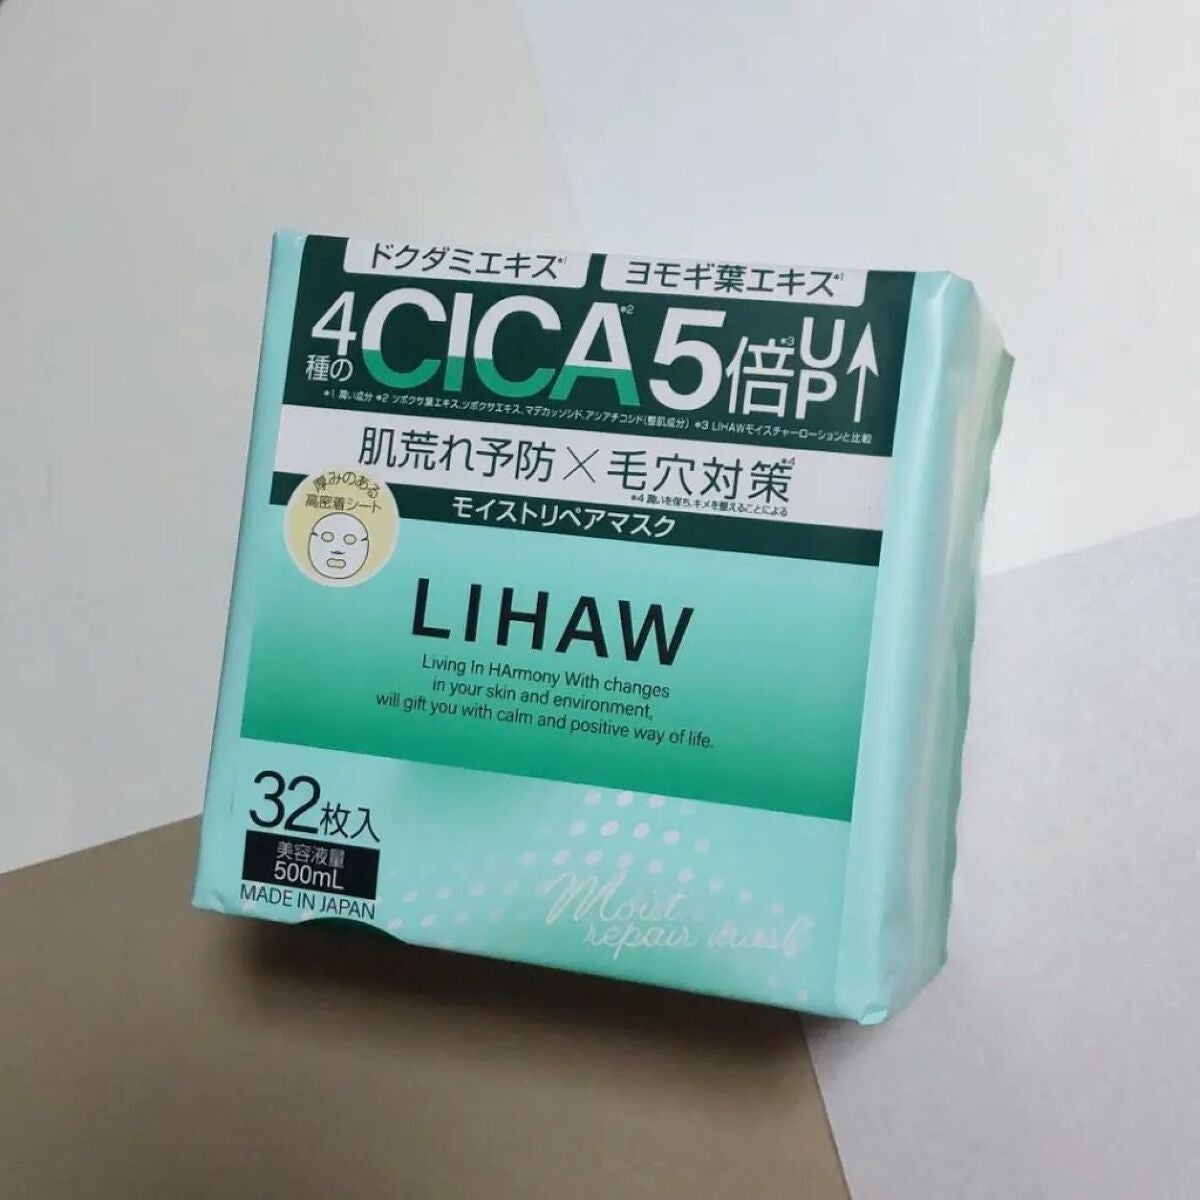 ドクダミエキス*1 ヨモギ葉エキス*1
4種のCICA*2 5倍*3UP↑
*1 潤い成分 *2 ツボクサ葉エキス、ツボクサエキス、マデカッソシド、アシアチコシド(整肌成分) *3 LIHAWモイスチャーローションと比較
肌荒れ予防×毛穴対策*4
*4 潤いを保ち、キメを整えることによる
厚みのある
高密着シート
モイストリペアマスク
LIHAW
Living In HArmony With changes
in your skin and environment,
will gift you with calm and positive way of life.
32枚入
美容液量
500mL
MADE IN JAPAN
Moist
repair mask